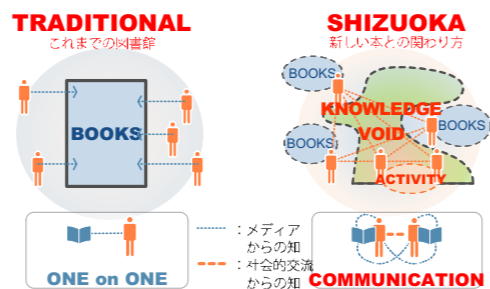 TRADITIONAL
これまでの図書館
BOOKS
ONE on ONE
：メディア
からの知
：社会的交流
からの知
SHIZUOKA
新しい本との関わり方
BOOKS
KNOWLEDGE
VOID
BOOKS
BOOKS
ACTIVITY
COMMUNICATION